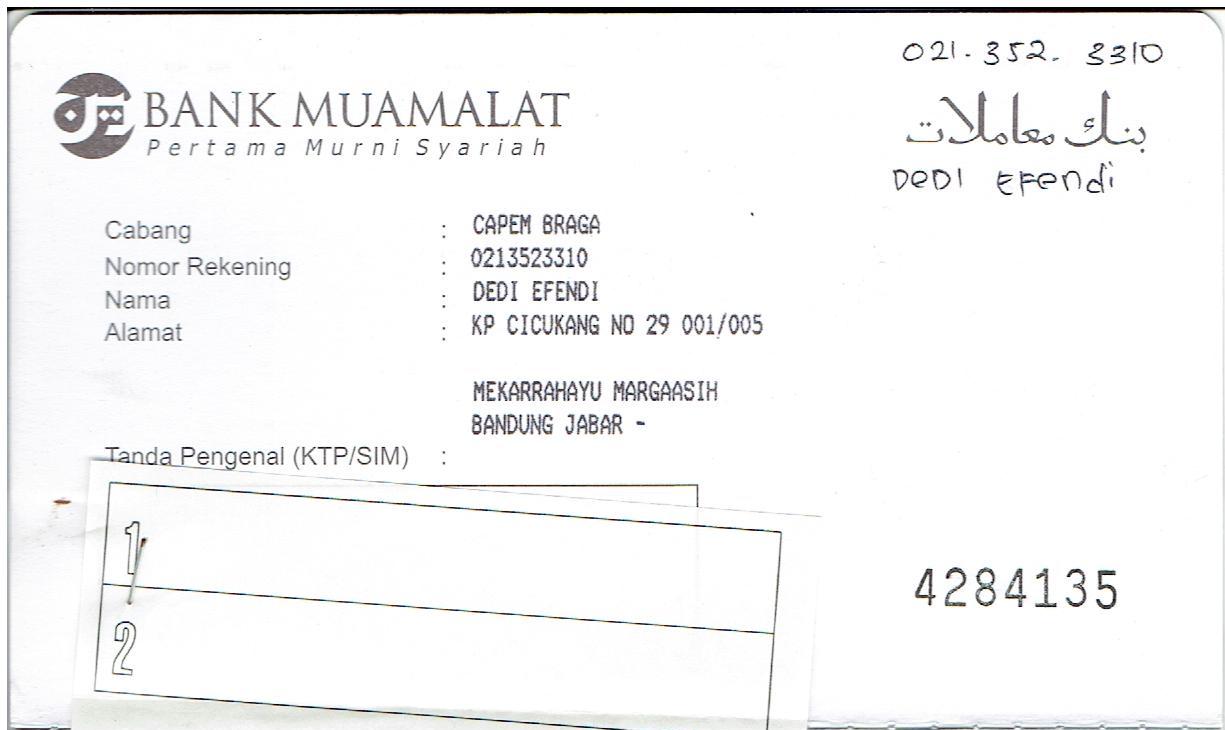 021.352. 3310
BANK MUAMALAT
Pertama Murni Syariah
بنك معاملات
DEDI EFendi
Cabang : CAPEM BRAGA
Nomor Rekening : 0213523310
Nama : DEDI EFENDI
Alamat : KP CICUKANG NO 29 001/005
MEKARRAHAYU MARGAASIH
BANDUNG JABAR -
Tanda Pengenal (KTP/SIM) :
1
2
4284135